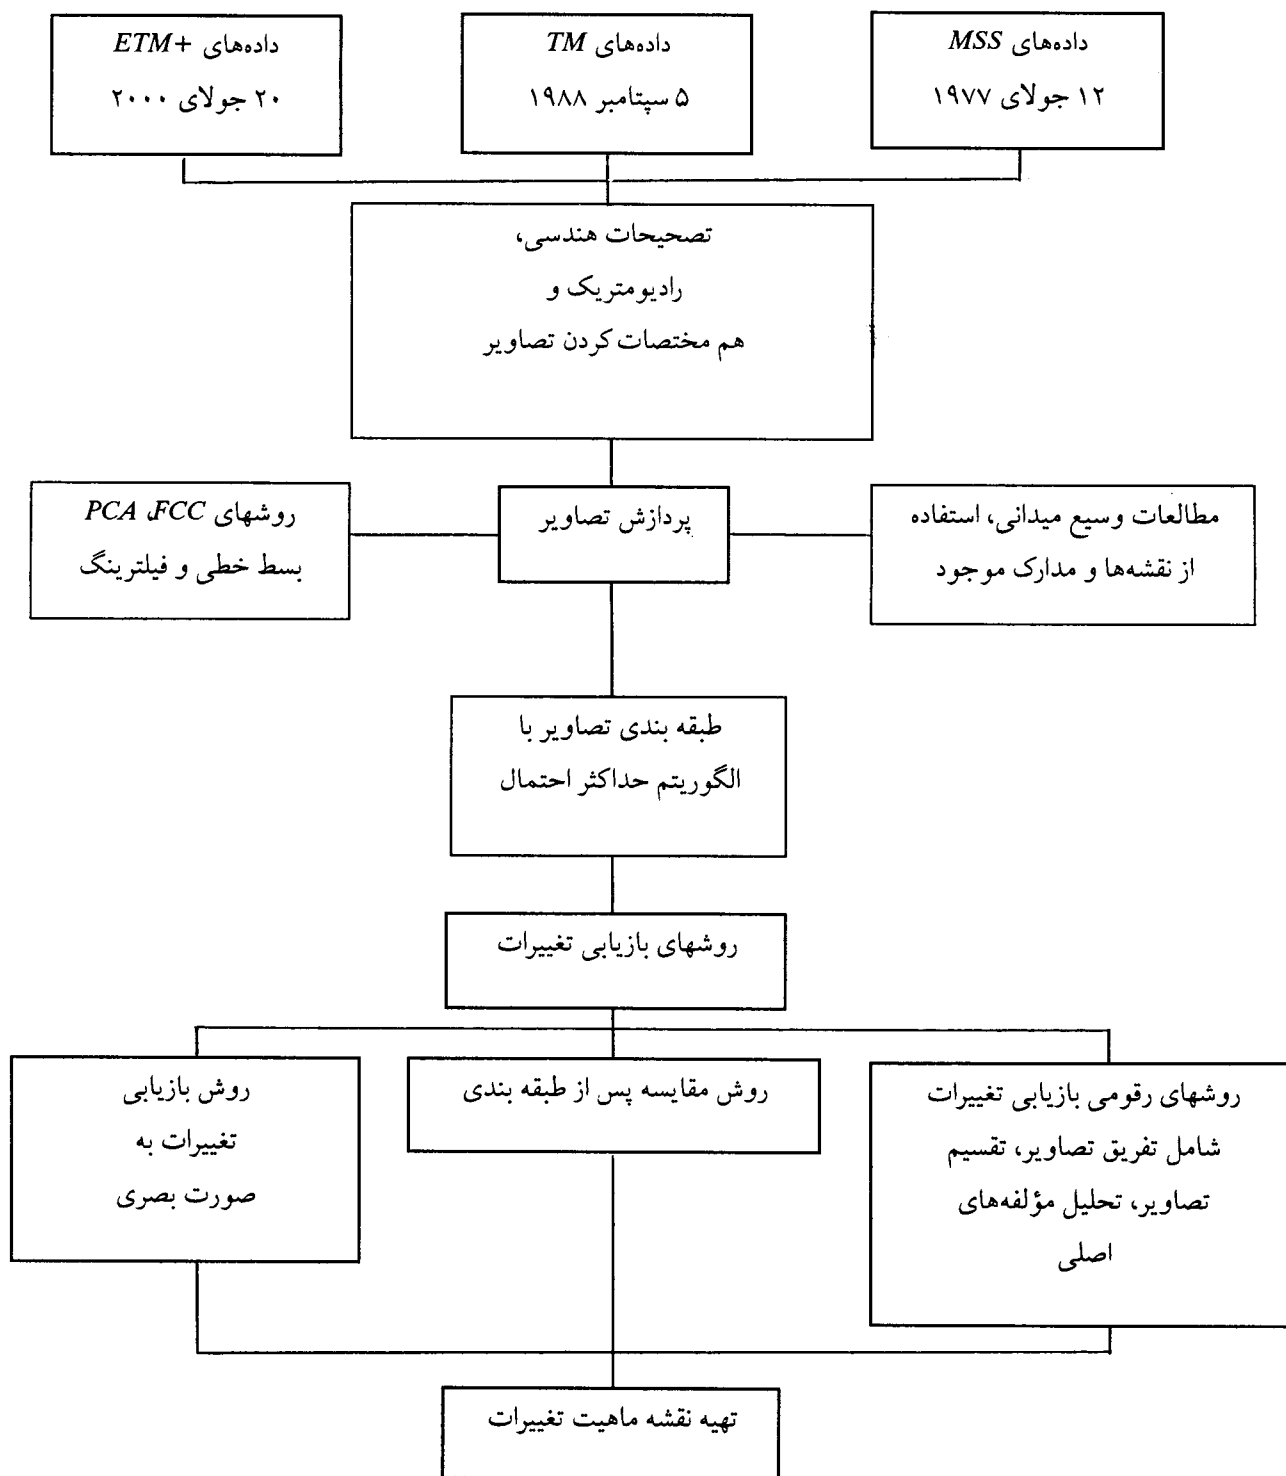 داده‌های MSS
۱۲ جولای ۱۹۷۷
داده‌های TM
۵ سپتامبر ۱۹۸۸
داده‌های ETM+
۲۰ جولای ۲۰۰۰
تصحیحات هندسی،
رادیومتریک و
هم مختصات کردن تصاویر
مطالعات وسیع میدانی، استفاده
از نقشه‌ها و مدارک موجود
پردازش تصاویر
روشهای FCC، PCA
بسط خطی و فیلترینگ
طبقه بندی تصاویر با
الگوریتم حداکثر احتمال
روشهای بازیابی تغییرات
روشهای رقومی بازیابی تغییرات
شامل تفریق تصاویر، تقسیم
تصاویر، تحلیل مؤلفه‌های
اصلی
روش مقایسه پس از طبقه بندی
روش بازیابی
تغییرات به
صورت بصری
تهیه نقشه ماهیت تغییرات